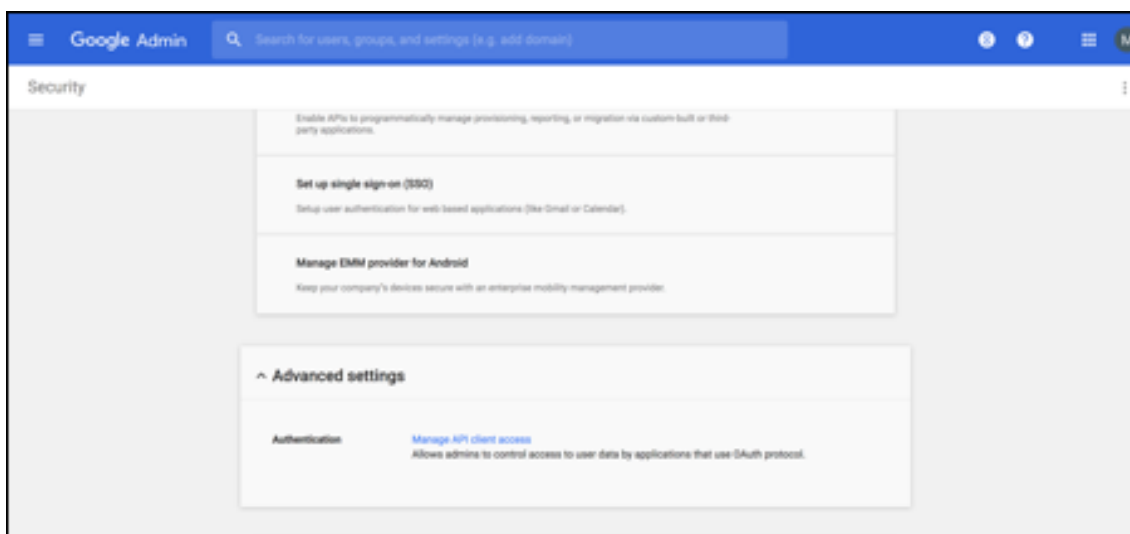 Google Admin
Search for users, groups, and settings (e.g. add domain)
M
Security
Enable APIs to programmatically manage provisioning, reporting, or migration via custom-built or third-
party applications.
Set up single sign-on (SSO)
Setup user authentication for web based applications (like Gmail or Calendar).
Manage EMM provider for Android
Keep your company's devices secure with an enterprise mobility management provider.
Advanced settings
Authentication
Manage API client access
Allows admins to control access to user data by applications that use OAuth protocol.